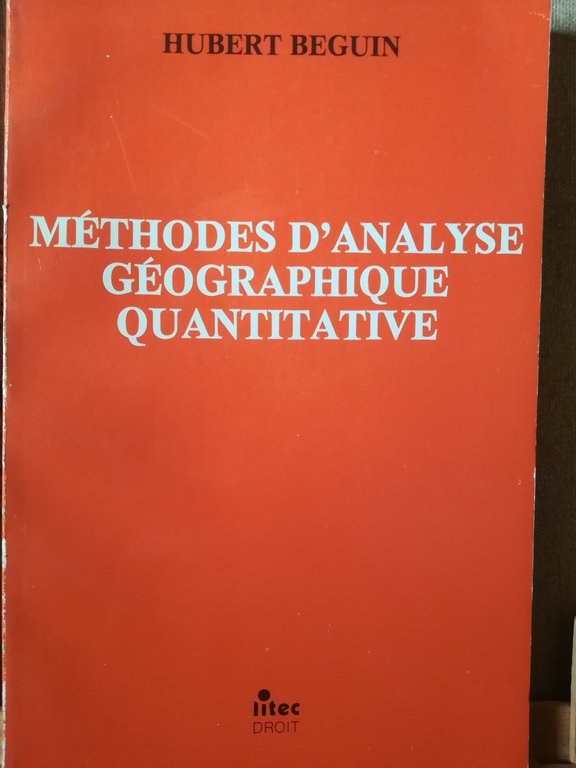 HUBERT BEGUIN
MÉTHODES D'ANALYSE
GÉOGRAPHIQUE
QUANTITATIVE
litec
DROIT